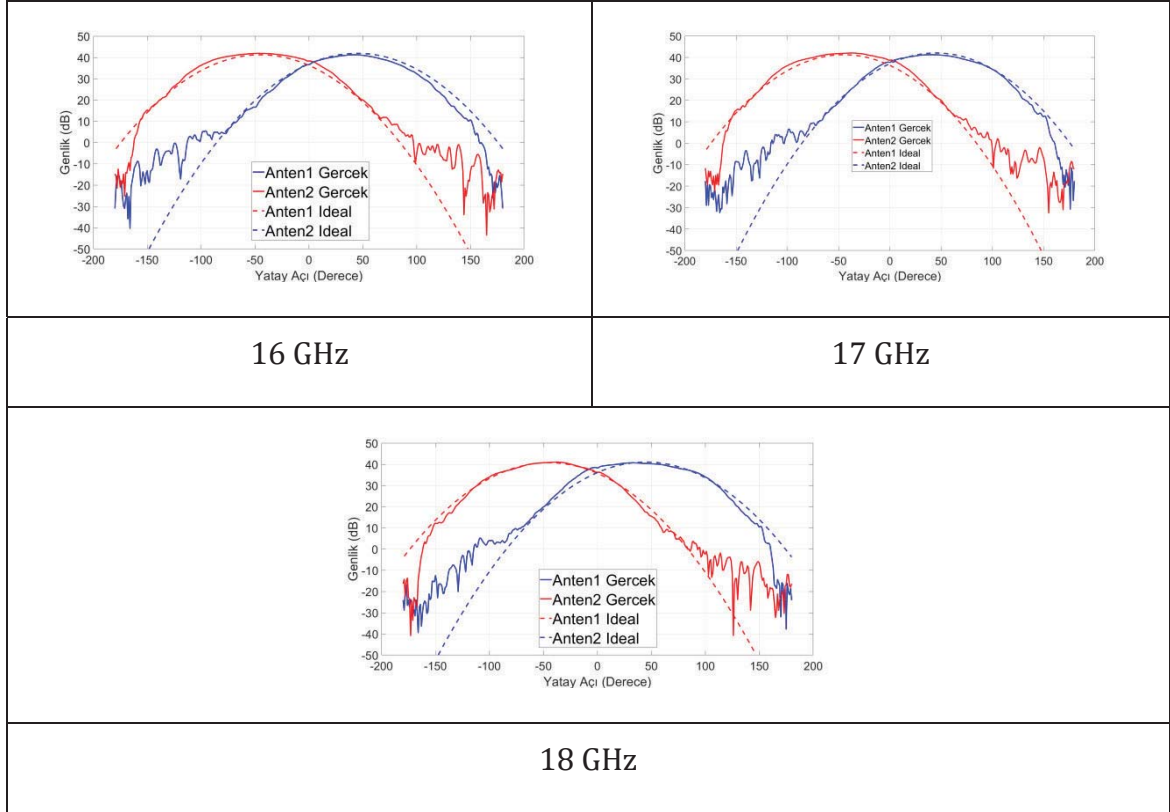 50
40
30
20
10
0
-10
-20
-30
-40
-50
Genlik (dB)
Anten1 Gercek
Anten2 Gercek
Anten1 Ideal
Anten2 Ideal
-200 -150 -100 -50 0 50 100 150 200
Yatay Açı (Derece)
50
40
30
20
10
0
-10
-20
-30
-40
-50
Genlik (dB)
Anten1 Gercek
Anten2 Gercek
Anten1 Ideal
Anten2 Ideal
-200 -150 -100 -50 0 50 100 150 200
Yatay Açı (Derece)
16 GHz
17 GHz
50
40
30
20
10
0
-10
-20
-30
-40
-50
Genlik (dB)
Anten1 Gercek
Anten2 Gercek
Anten1 Ideal
Anten2 Ideal
-200 -150 -100 -50 0 50 100 150 200
Yatay Açı (Derece)
18 GHz